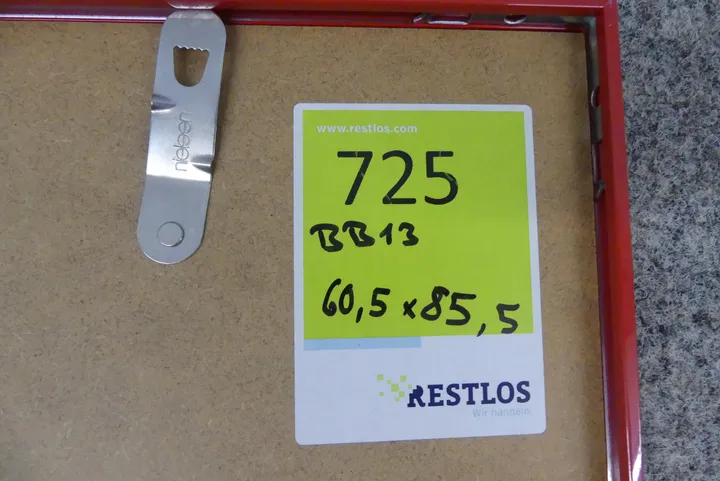 nielsen
www.restlos.com
725
BB13
60,5 x 85,5
RESTLOS
Wir handeln.